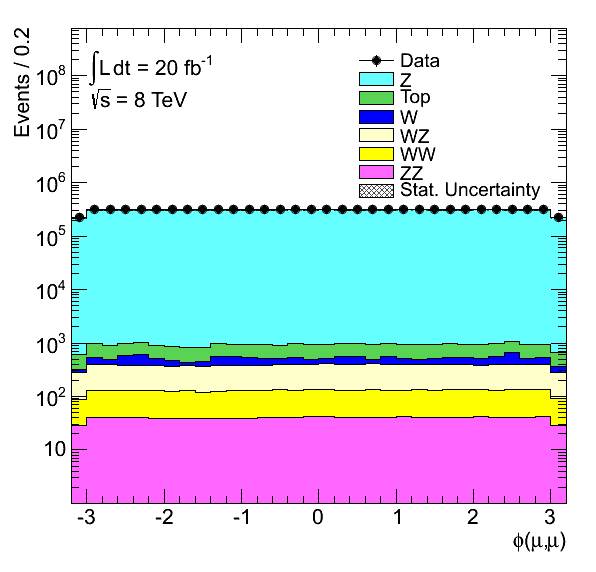 ∫L dt = 20 fb⁻¹
√s = 8 TeV
Data
Z
Top
W
WZ
WW
ZZ
Stat. Uncertainty
Events / 0.2
10⁸
10⁷
10⁶
10⁵
10⁴
10³
10²
10
-3 -2 -1 0 1 2 3
ϕ(μ,μ)